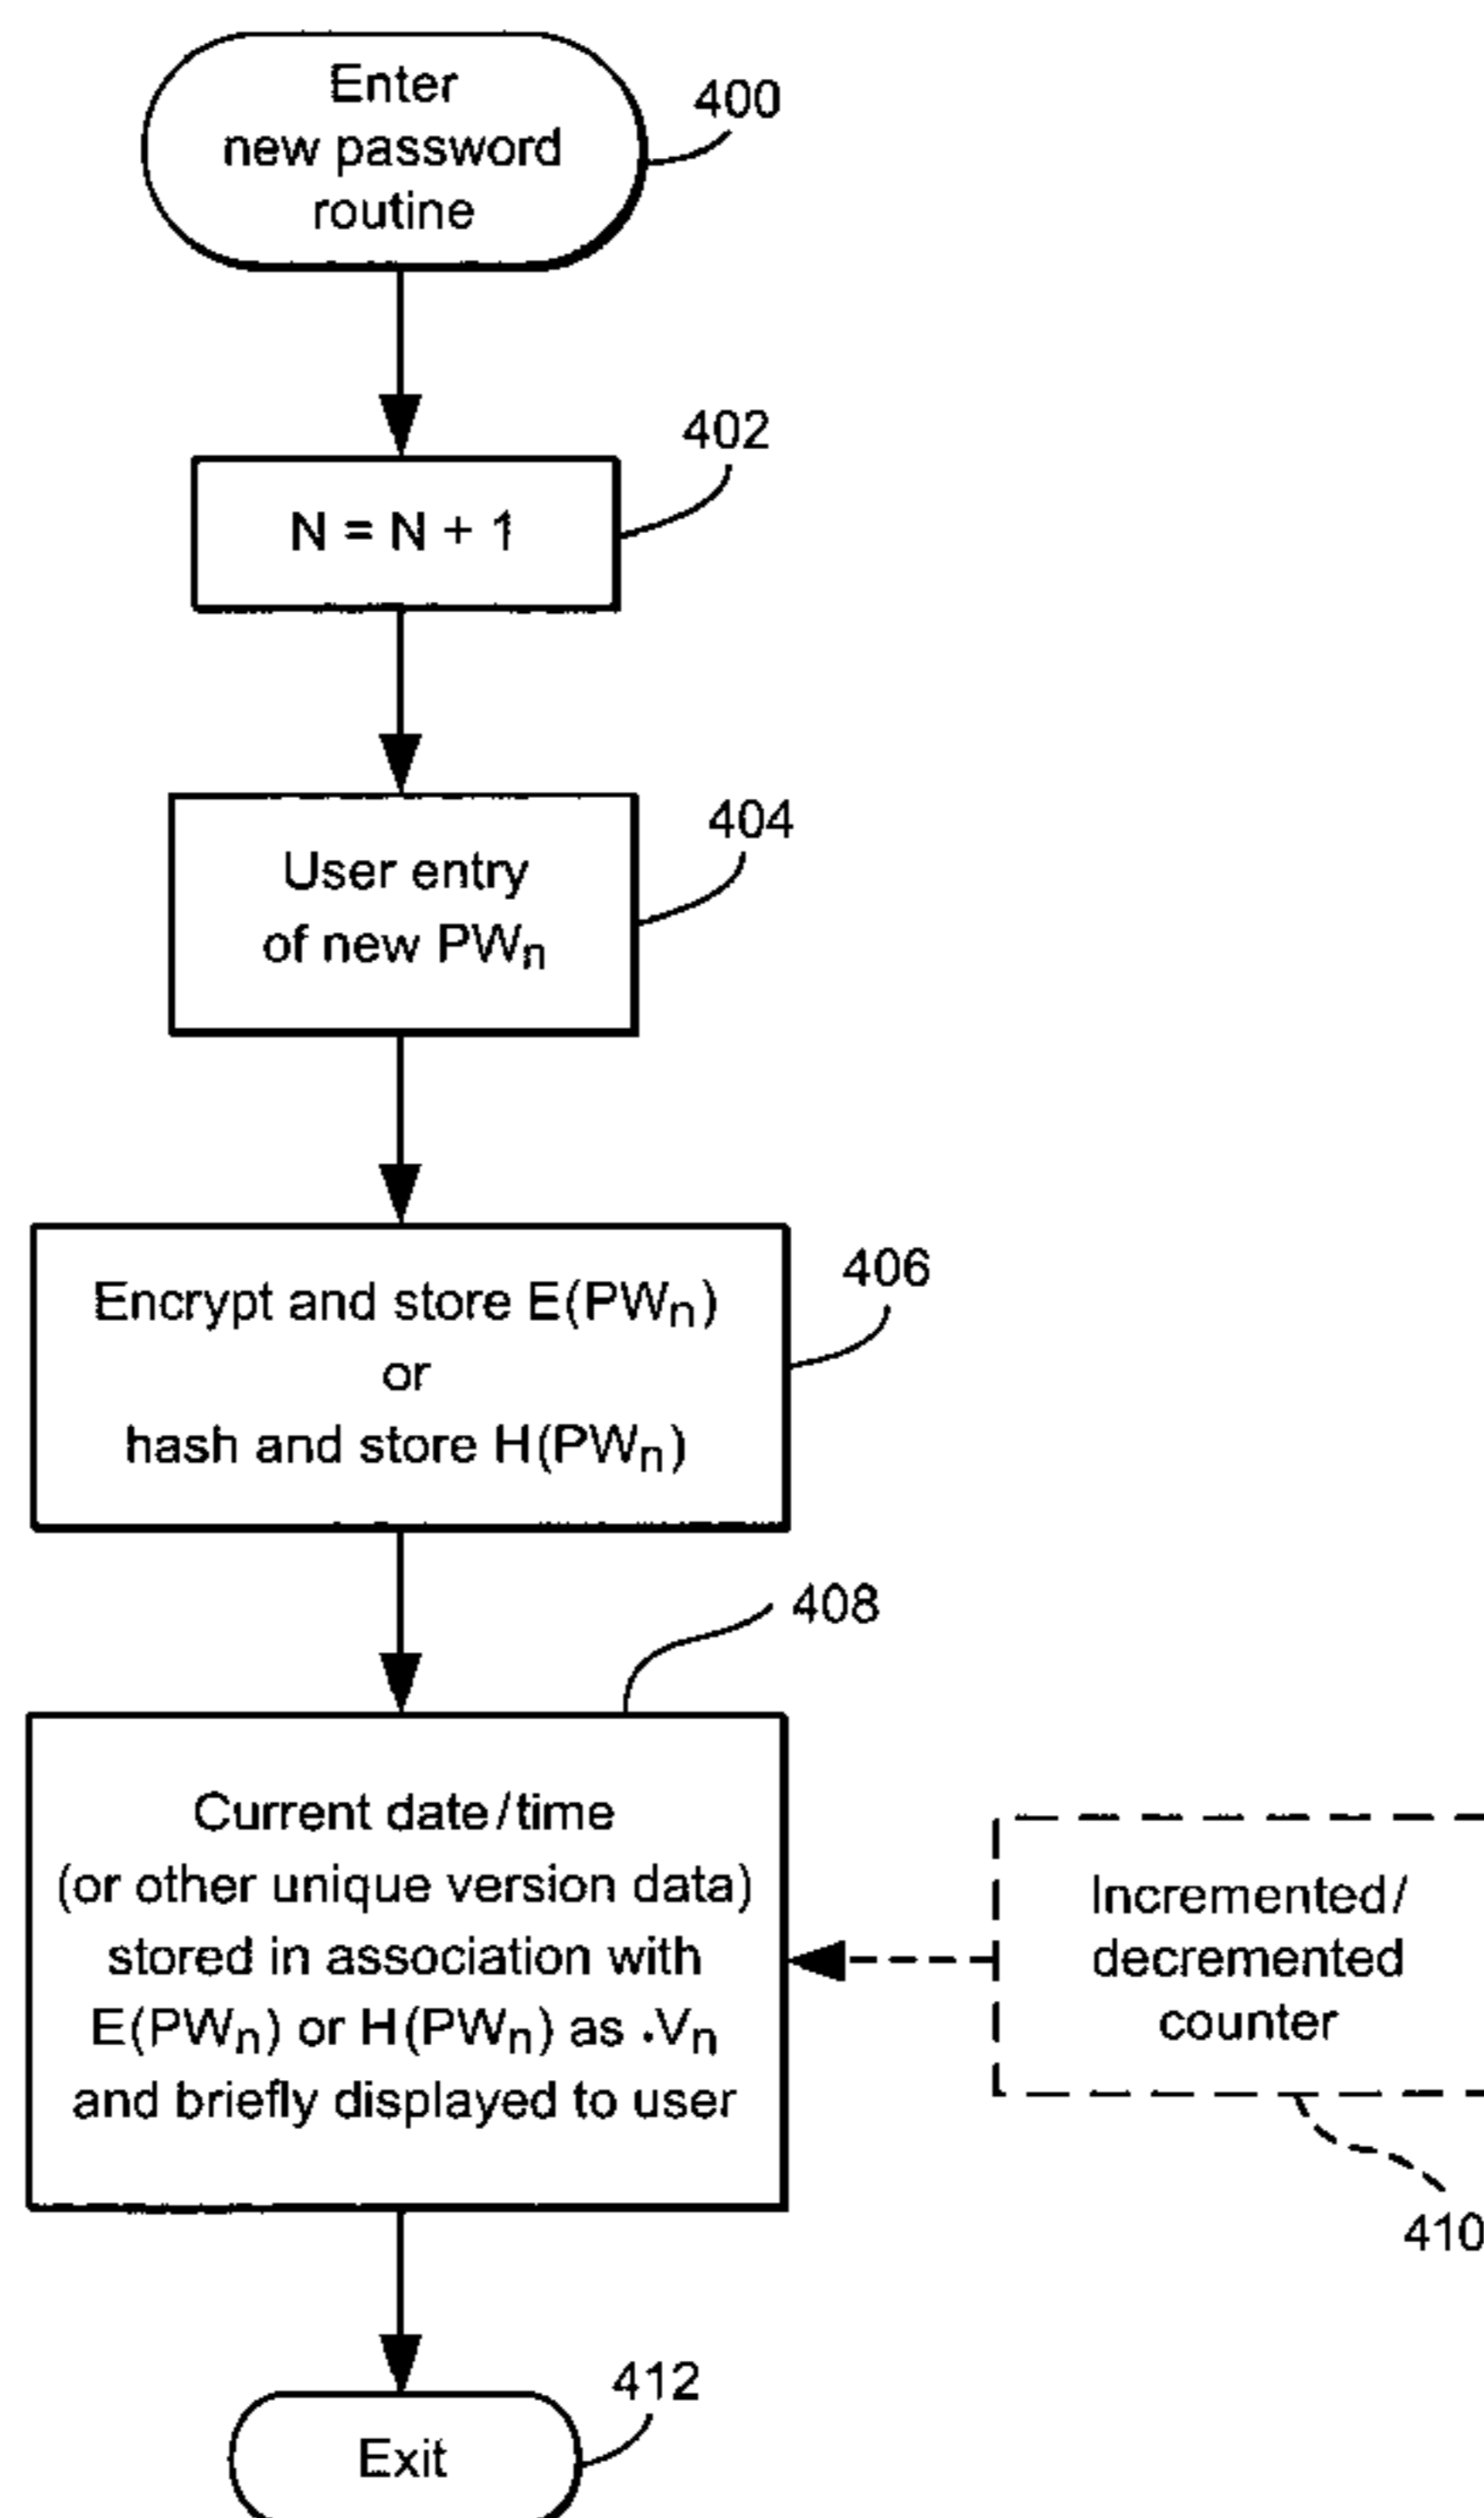 Enter
new password
routine
400
402
N = N + 1
404
User entry
of new PWn
406
Encrypt and store E(PWn)
or
hash and store H(PWn)
408
Current date/time
(or other unique version data)
stored in association with
E(PWn) or H(PWn) as .Vn
and briefly displayed to user
Incremented/
decremented
counter
410
412
Exit